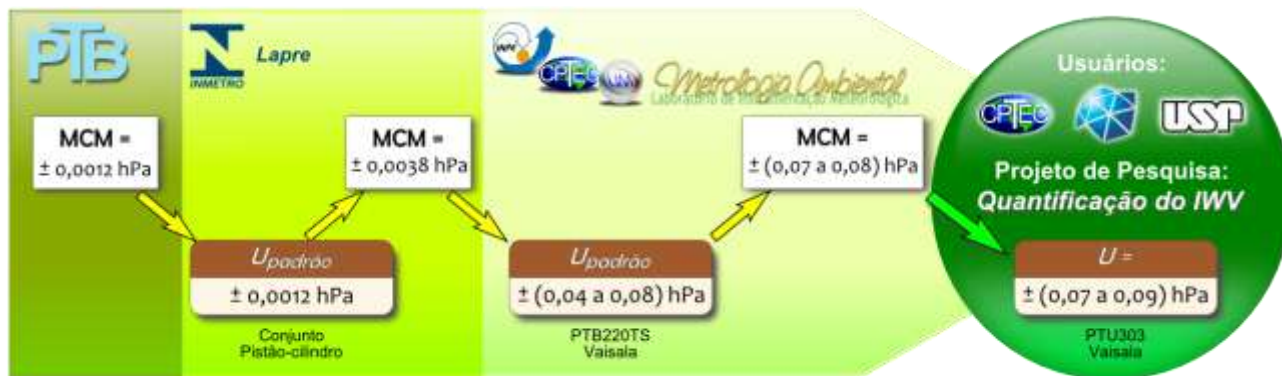 PTB
INMETRO
Lapre
CPTEC
Metrologia Ambiental
Laboratório de Instrumentação Meteorológica
Usuários:
CPTEC
USP
Projeto de Pesquisa:
Quantificação do IWV
MCM =
± 0,0012 hPa
MCM =
± 0,0038 hPa
MCM =
± (0,07 a 0,08) hPa
Upadrão
± 0,0012 hPa
Conjunto
Pistão-cilindro
Upadrão
± (0,04 a 0,08) hPa
PTB220TS
Vaisala
U =
± (0,07 a 0,09) hPa
PTU303
Vaisala